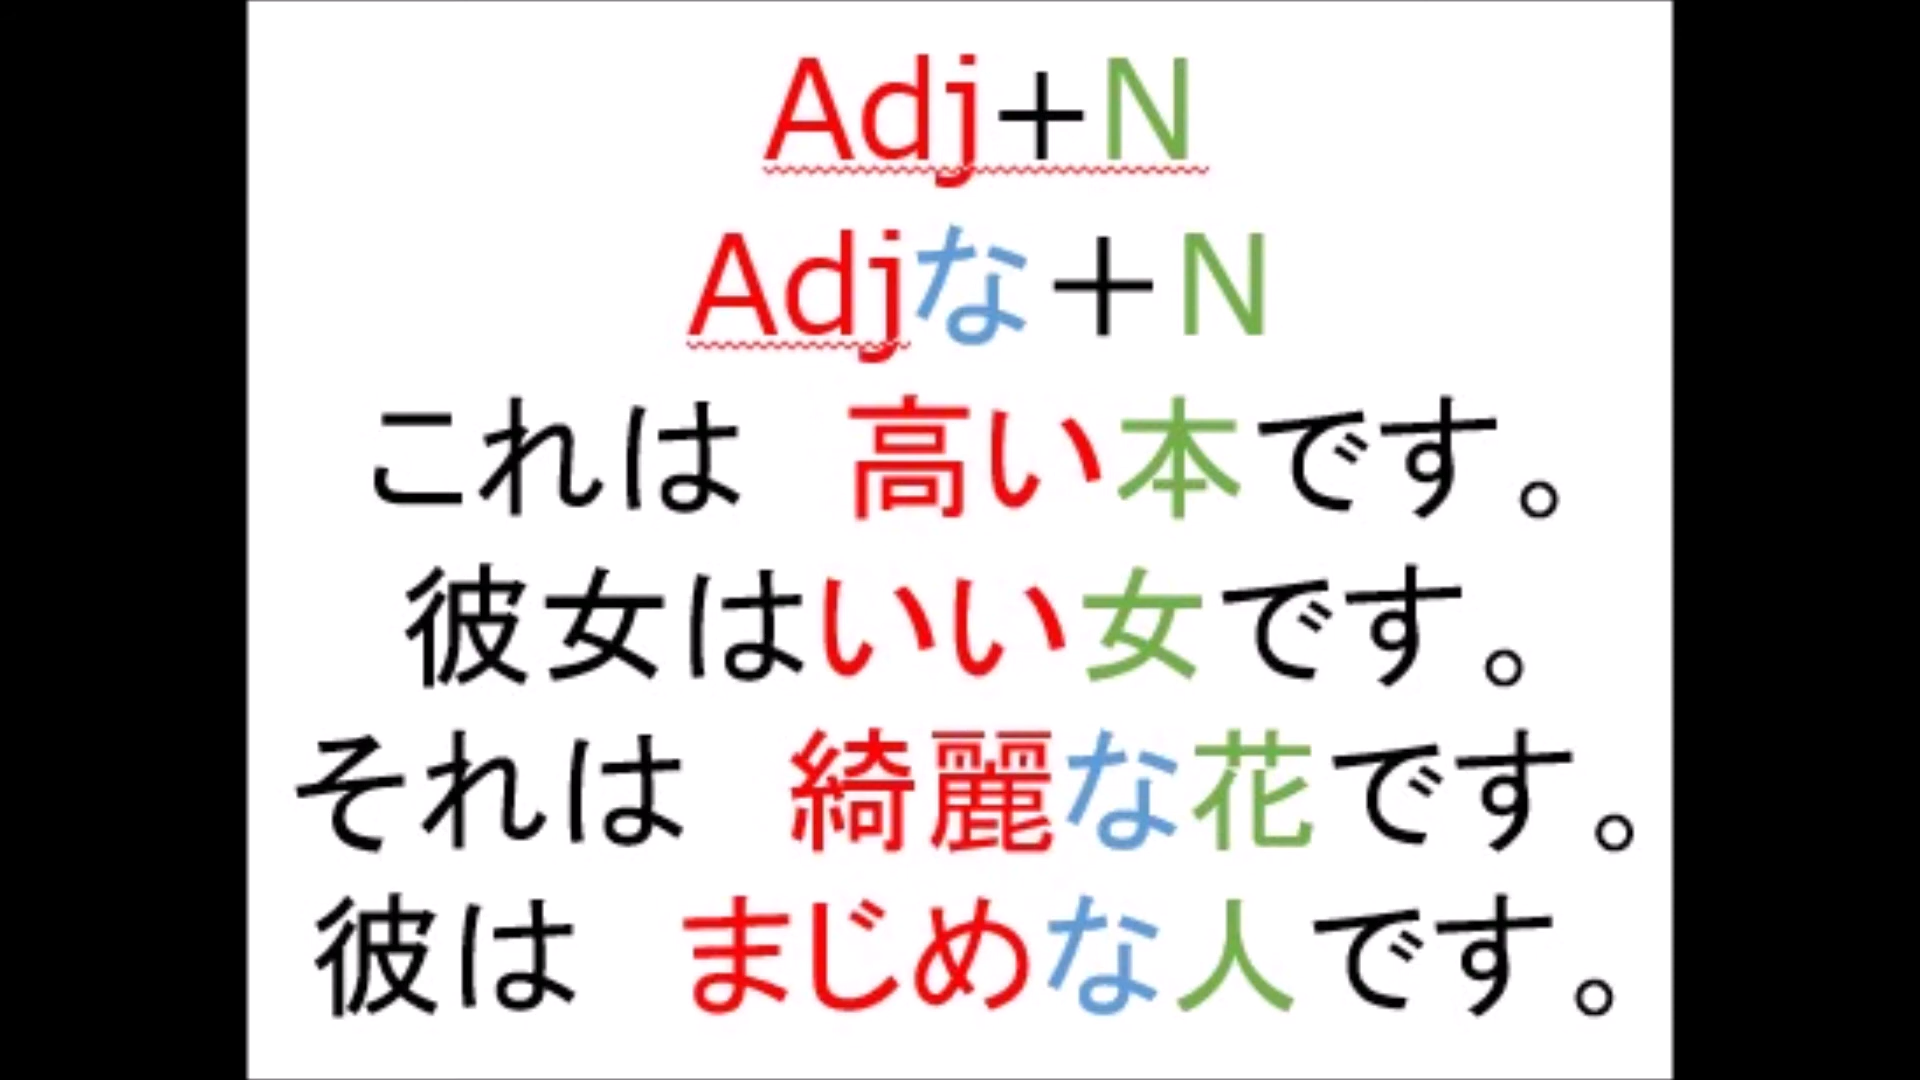 Adj+N
Adjな+N
これは　高い本です。
彼女はいい女です。
それは　綺麗な花です。
彼は　まじめな人です。